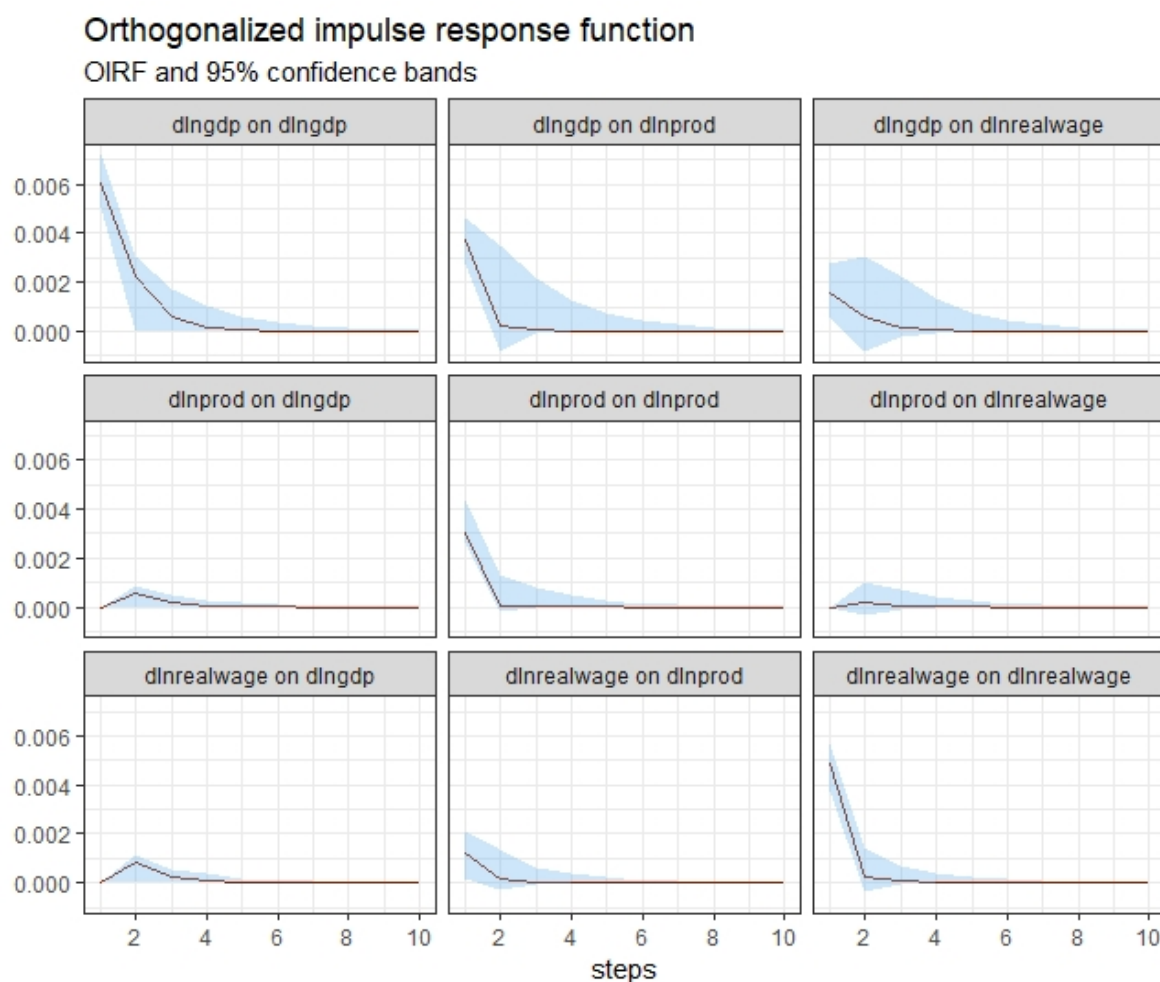 Orthogonalized impulse response function
OIRF and 95% confidence bands
dlngdp on dlngdp
dlngdp on dlnprod
dlngdp on dlnrealwage
0.006
0.004
0.002
0.000
dlnprod on dlngdp
dlnprod on dlnprod
dlnprod on dlnrealwage
0.006
0.004
0.002
0.000
dlnrealwage on dlngdp
dlnrealwage on dlnprod
dlnrealwage on dlnrealwage
0.006
0.004
0.002
0.000
2 4 6 8 10 2 4 6 8 10 2 4 6 8 10
steps